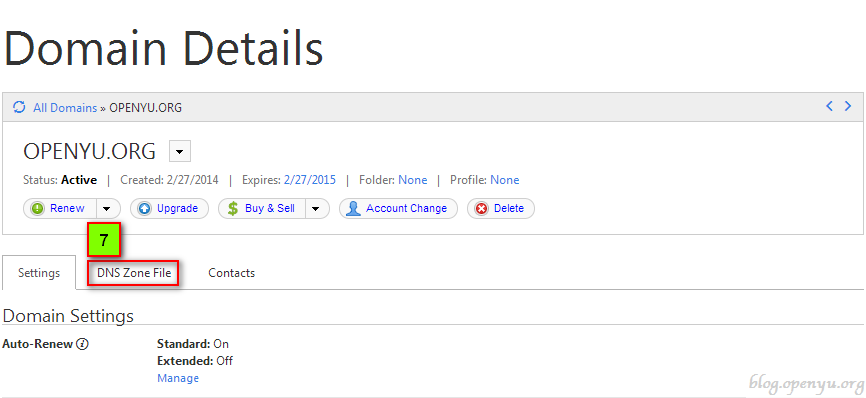 Domain Details
All Domains » OPENYU.ORG
OPENYU.ORG
Status: Active | Created: 2/27/2014 | Expires: 2/27/2015 | Folder: None | Profile: None
Renew Upgrade Buy & Sell Account Change Delete
7
Settings DNS Zone File Contacts
Domain Settings
Auto-Renew Standard: On
Extended: Off
Manage
blog.openyu.org